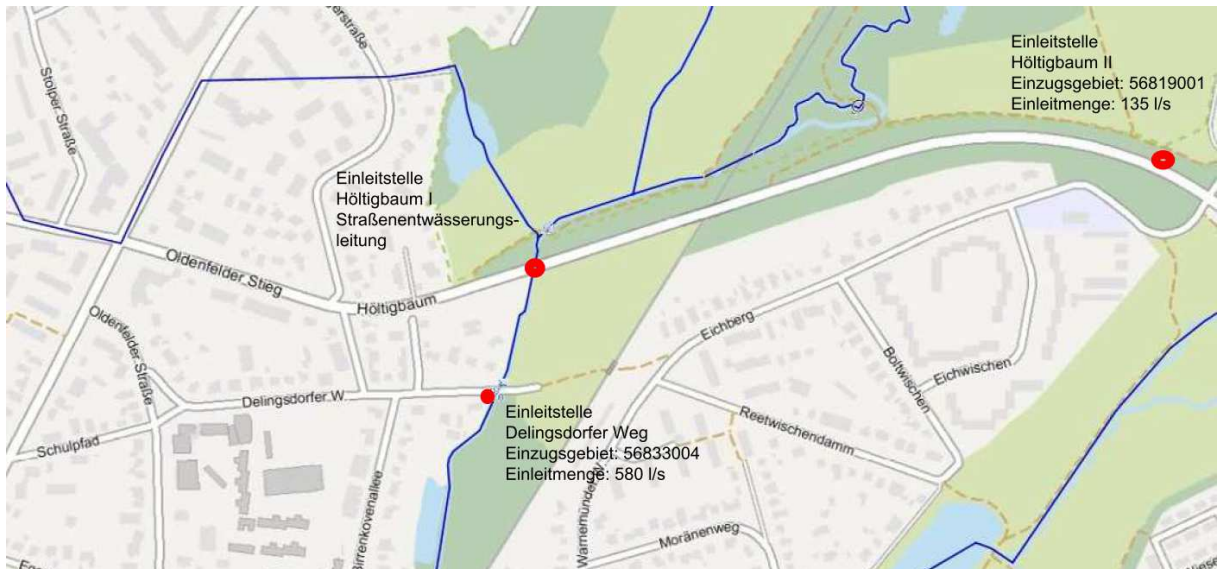 Einleitstelle
Höltigbaum II
Einzugsgebiet: 56819001
Einleitmenge: 135 l/s
Stolper Straße
Einleitstelle
Höltigbaum I
Straßenentwässerungs-
leitung
Oldenfelder Stieg
Höltigbaum
Oldenfelder Straße
Eichberg
Boltwischen
Eichwischen
Delingsdorfer W.
Reetwischendamm
Einleitstelle
Delingsdorfer Weg
Einzugsgebiet: 56833004
Einleitmenge: 580 l/s
Schulpfad
Birrenkovenallee
Moränenweg